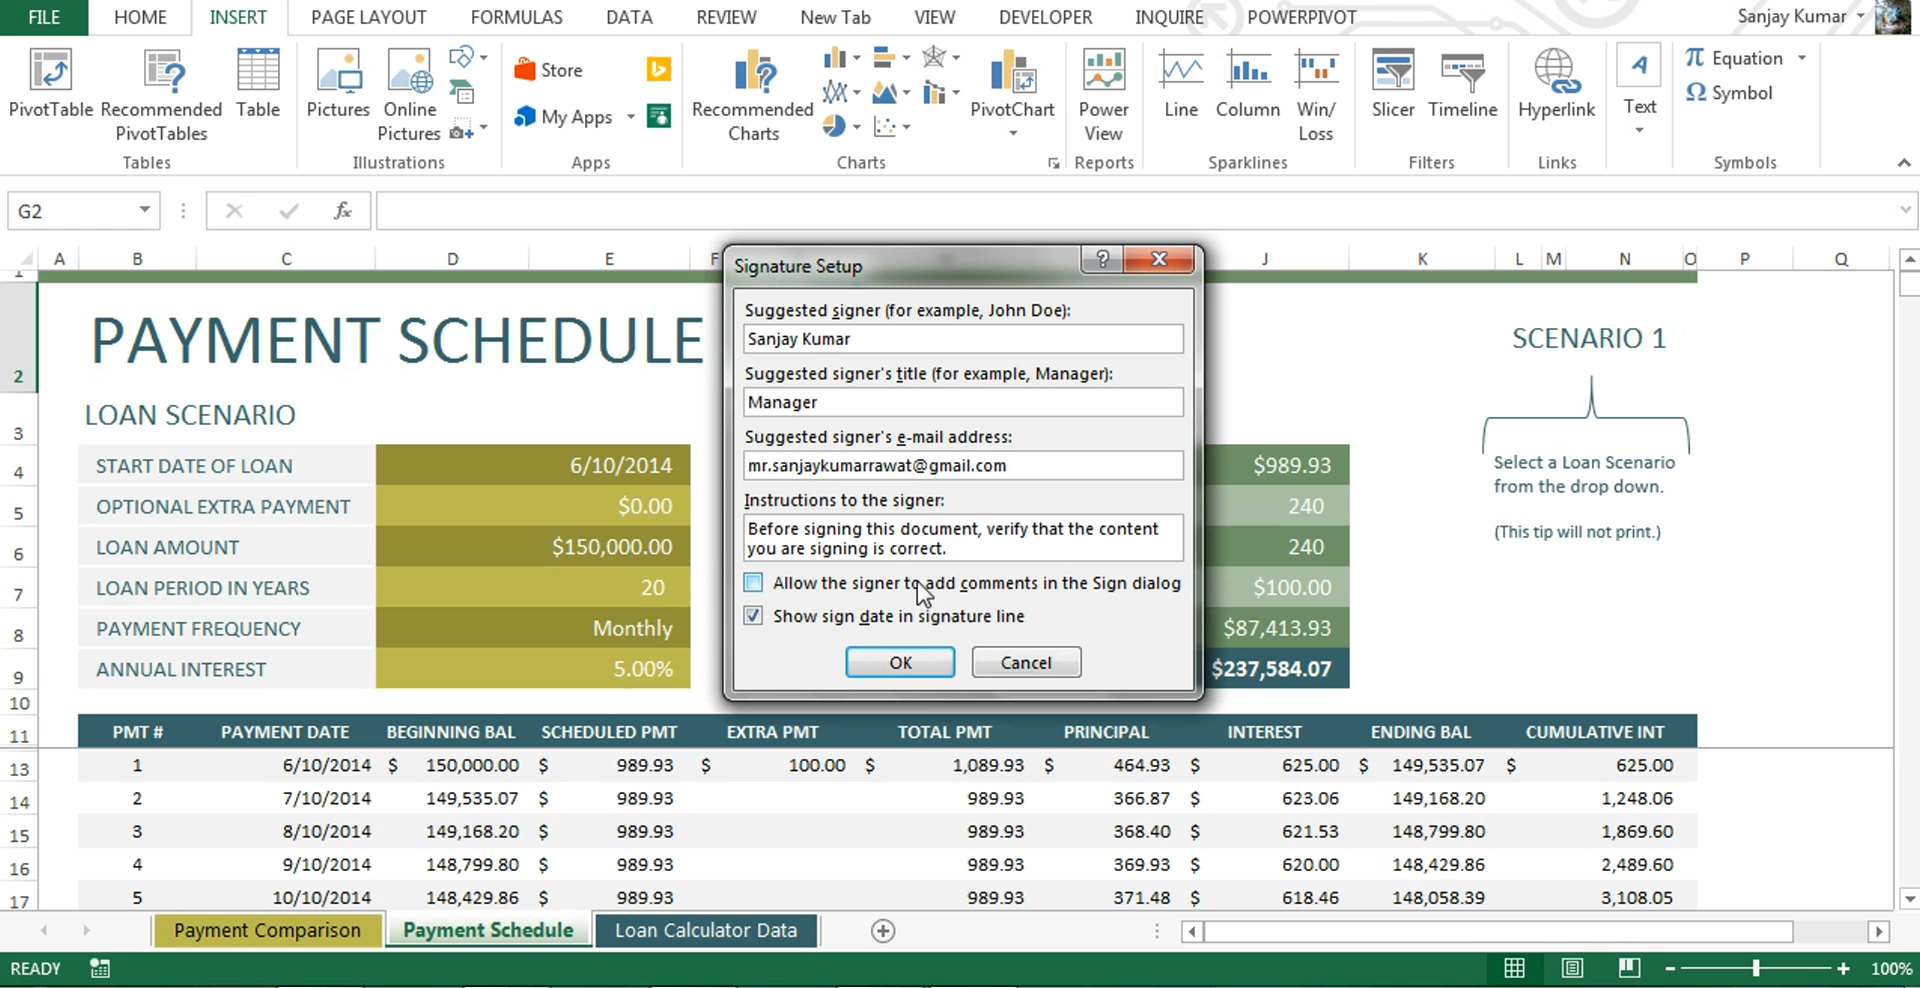 FILE HOME INSERT PAGE LAYOUT FORMULAS DATA REVIEW New Tab VIEW DEVELOPER INQUIRE POWERPIVOT Sanjay Kumar
PivotTable Recommended PivotTables Table
Tables
Pictures Online Pictures
Illustrations
Store
My Apps
Apps
Recommended Charts
PivotChart
Charts
Power View
Reports
Line Column Win/Loss
Sparklines
Slicer Timeline
Filters
Hyperlink
Links
Text
π Equation
Ω Symbol
Symbols
G2 fx
A B C D E F J K L M N O P Q
Signature Setup
Suggested signer (for example, John Doe):
Sanjay Kumar
Suggested signer's title (for example, Manager):
Manager
Suggested signer's e-mail address:
mr.sanjaykumarrawat@gmail.com
Instructions to the signer:
Before signing this document, verify that the content
you are signing is correct.
Allow the signer to add comments in the Sign dialog
Show sign date in signature line
OK Cancel
1
2 PAYMENT SCHEDULE SCENARIO 1
3 LOAN SCENARIO
4 START DATE OF LOAN 6/10/2014 $989.93
5 OPTIONAL EXTRA PAYMENT $0.00 240
6 LOAN AMOUNT $150,000.00 240
7 LOAN PERIOD IN YEARS 20 $100.00
8 PAYMENT FREQUENCY Monthly $87,413.93
9 ANNUAL INTEREST 5.00% $237,584.07
Select a Loan Scenario
from the drop down.
(This tip will not print.)
10
11 PMT # PAYMENT DATE BEGINNING BAL SCHEDULED PMT EXTRA PMT TOTAL PMT PRINCIPAL INTEREST ENDING BAL CUMULATIVE INT
13 1 6/10/2014 $ 150,000.00 $ 989.93 $ 100.00 $ 1,089.93 $ 464.93 $ 625.00 $ 149,535.07 $ 625.00
14 2 7/10/2014 149,535.07 $ 989.93 989.93 366.87 $ 623.06 149,168.20 1,248.06
15 3 8/10/2014 149,168.20 $ 989.93 989.93 368.40 $ 621.53 148,799.80 1,869.60
16 4 9/10/2014 148,799.80 $ 989.93 989.93 369.93 $ 620.00 148,429.86 2,489.60
17 5 10/10/2014 148,429.86 $ 989.93 989.93 371.48 $ 618.46 148,058.39 3,108.05
Payment Comparison Payment Schedule Loan Calculator Data
READY 100%